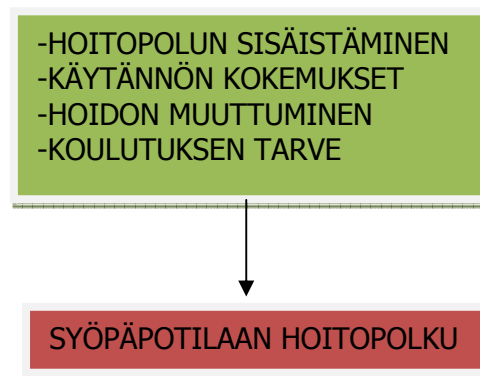 -HOITOPOLUN SISÄISTÄMINEN
-KÄYTÄNNÖN KOKEMUKSET
-HOIDON MUUTTUMINEN
-KOULUTUKSEN TARVE
SYÖPÄPOTILAAN HOITOPOLKU